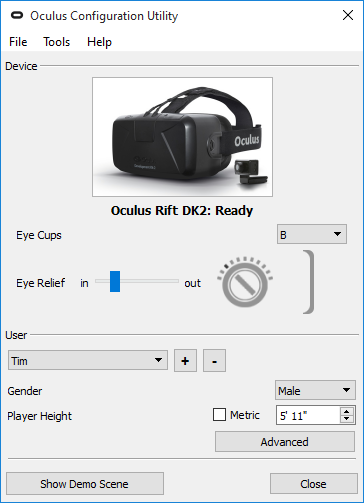 Oculus Configuration Utility
File Tools Help
Device
Oculus
Oculus Rift DK2: Ready
Eye Cups B
Eye Relief in out
User
Tim + -
Gender Male
Player Height Metric 5' 11"
Advanced
Show Demo Scene Close